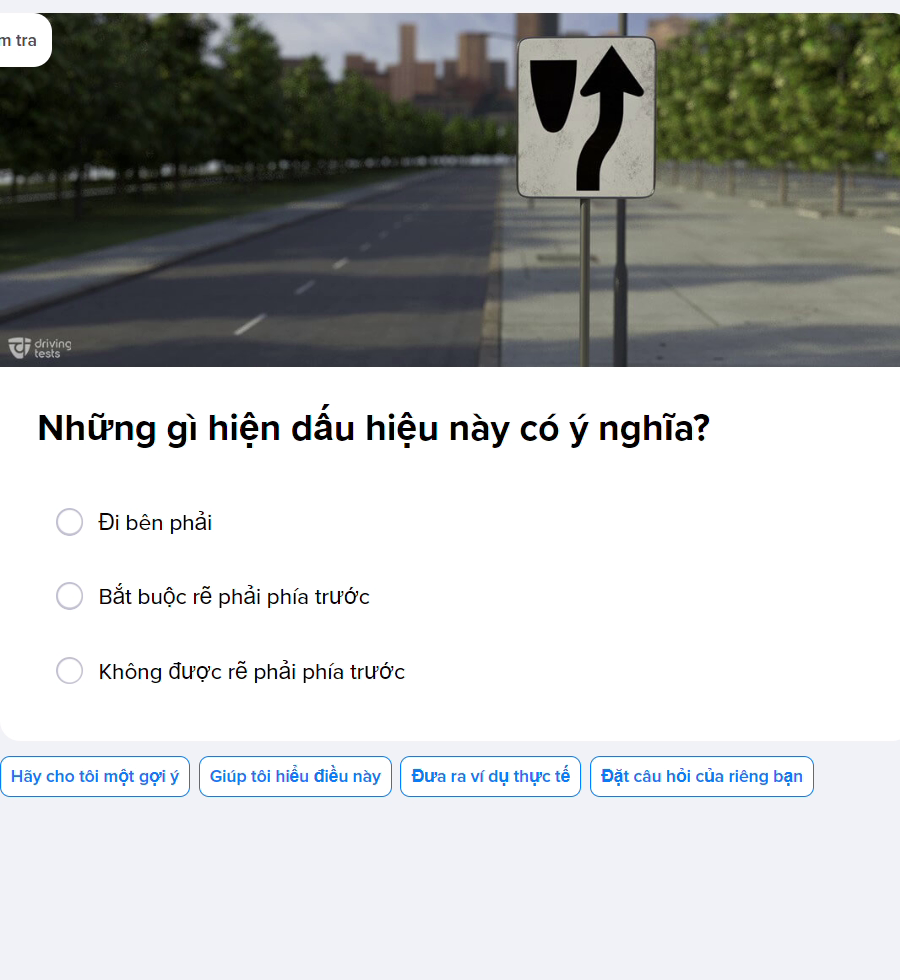 m tra
driving
tests
Những gì hiện dấu hiệu này có ý nghĩa?
Đi bên phải
Bắt buộc rẽ phải phía trước
Không được rẽ phải phía trước
Hãy cho tôi một gợi ý
Giúp tôi hiểu điều này
Đưa ra ví dụ thực tế
Đặt câu hỏi của riêng bạn